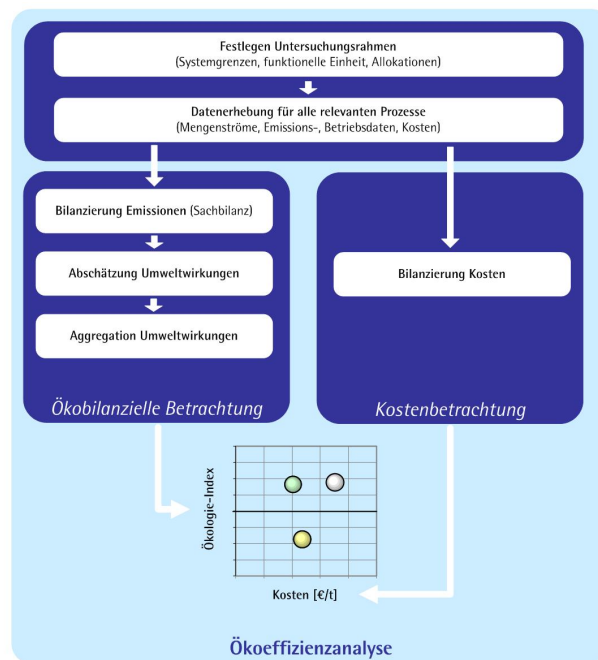 Festlegen Untersuchungsrahmen
(Systemgrenzen, funktionelle Einheit, Allokationen)
Datenerhebung für alle relevanten Prozesse
(Mengenströme, Emissions-, Betriebsdaten, Kosten)
Bilanzierung Emissionen (Sachbilanz)
Abschätzung Umweltwirkungen
Aggregation Umweltwirkungen
Ökobilanzielle Betrachtung
Bilanzierung Kosten
Kostenbetrachtung
Ökologie-Index
Kosten [€/t]
Ökoeffizienzanalyse